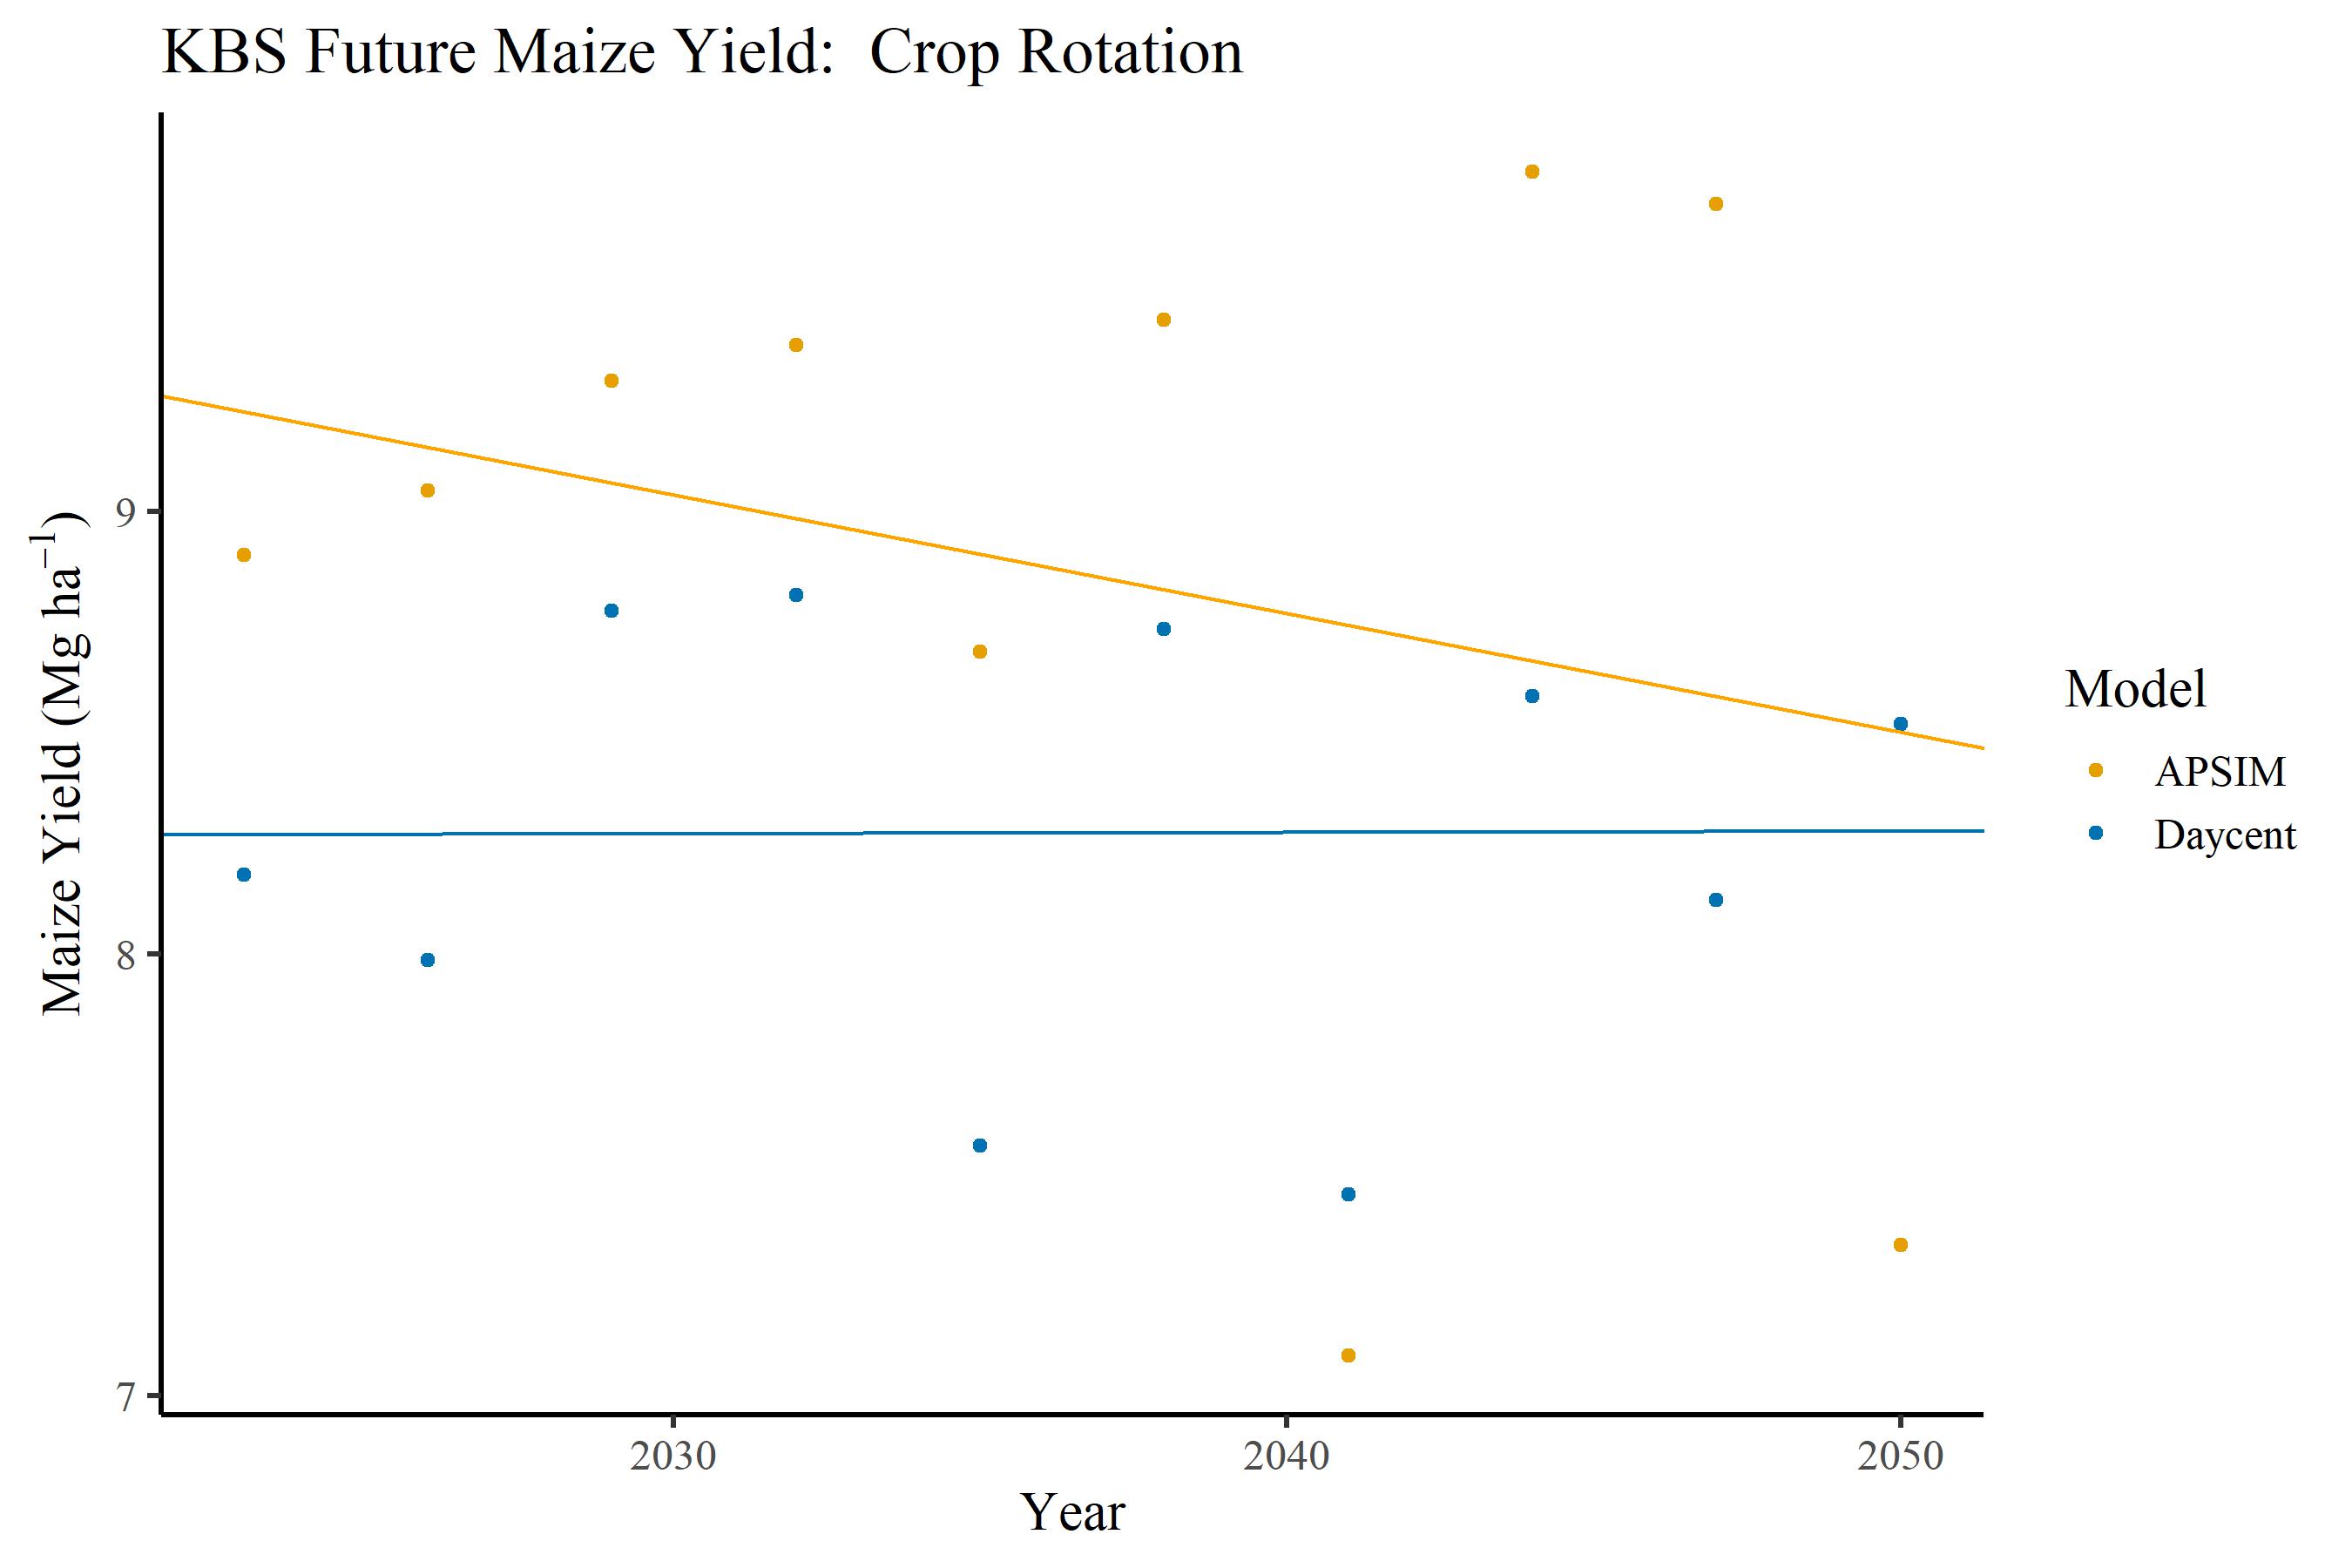 KBS Future Maize Yield:  Crop Rotation
Maize Yield (Mg ha⁻¹)
9
8
7
2030
2040
2050
Year
Model
APSIM
Daycent